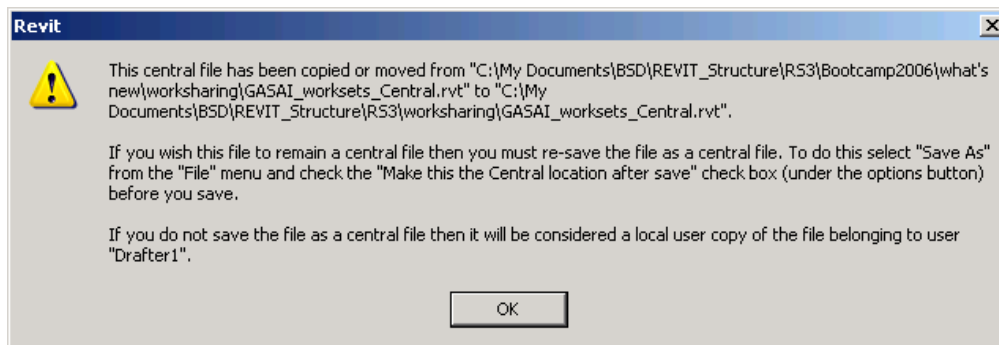 Revit
This central file has been copied or moved from "C:\My Documents\BSD\REVIT_Structure\RS3\Bootcamp2006\what's
new\worksharing\GASAI_worksets_Central.rvt" to "C:\My
Documents\BSD\REVIT_Structure\RS3\worksharing\GASAI_worksets_Central.rvt".
If you wish this file to remain a central file then you must re-save the file as a central file. To do this select "Save As"
from the "File" menu and check the "Make this the Central location after save" check box (under the options button)
before you save.
If you do not save the file as a central file then it will be considered a local user copy of the file belonging to user
"Drafter1".
OK